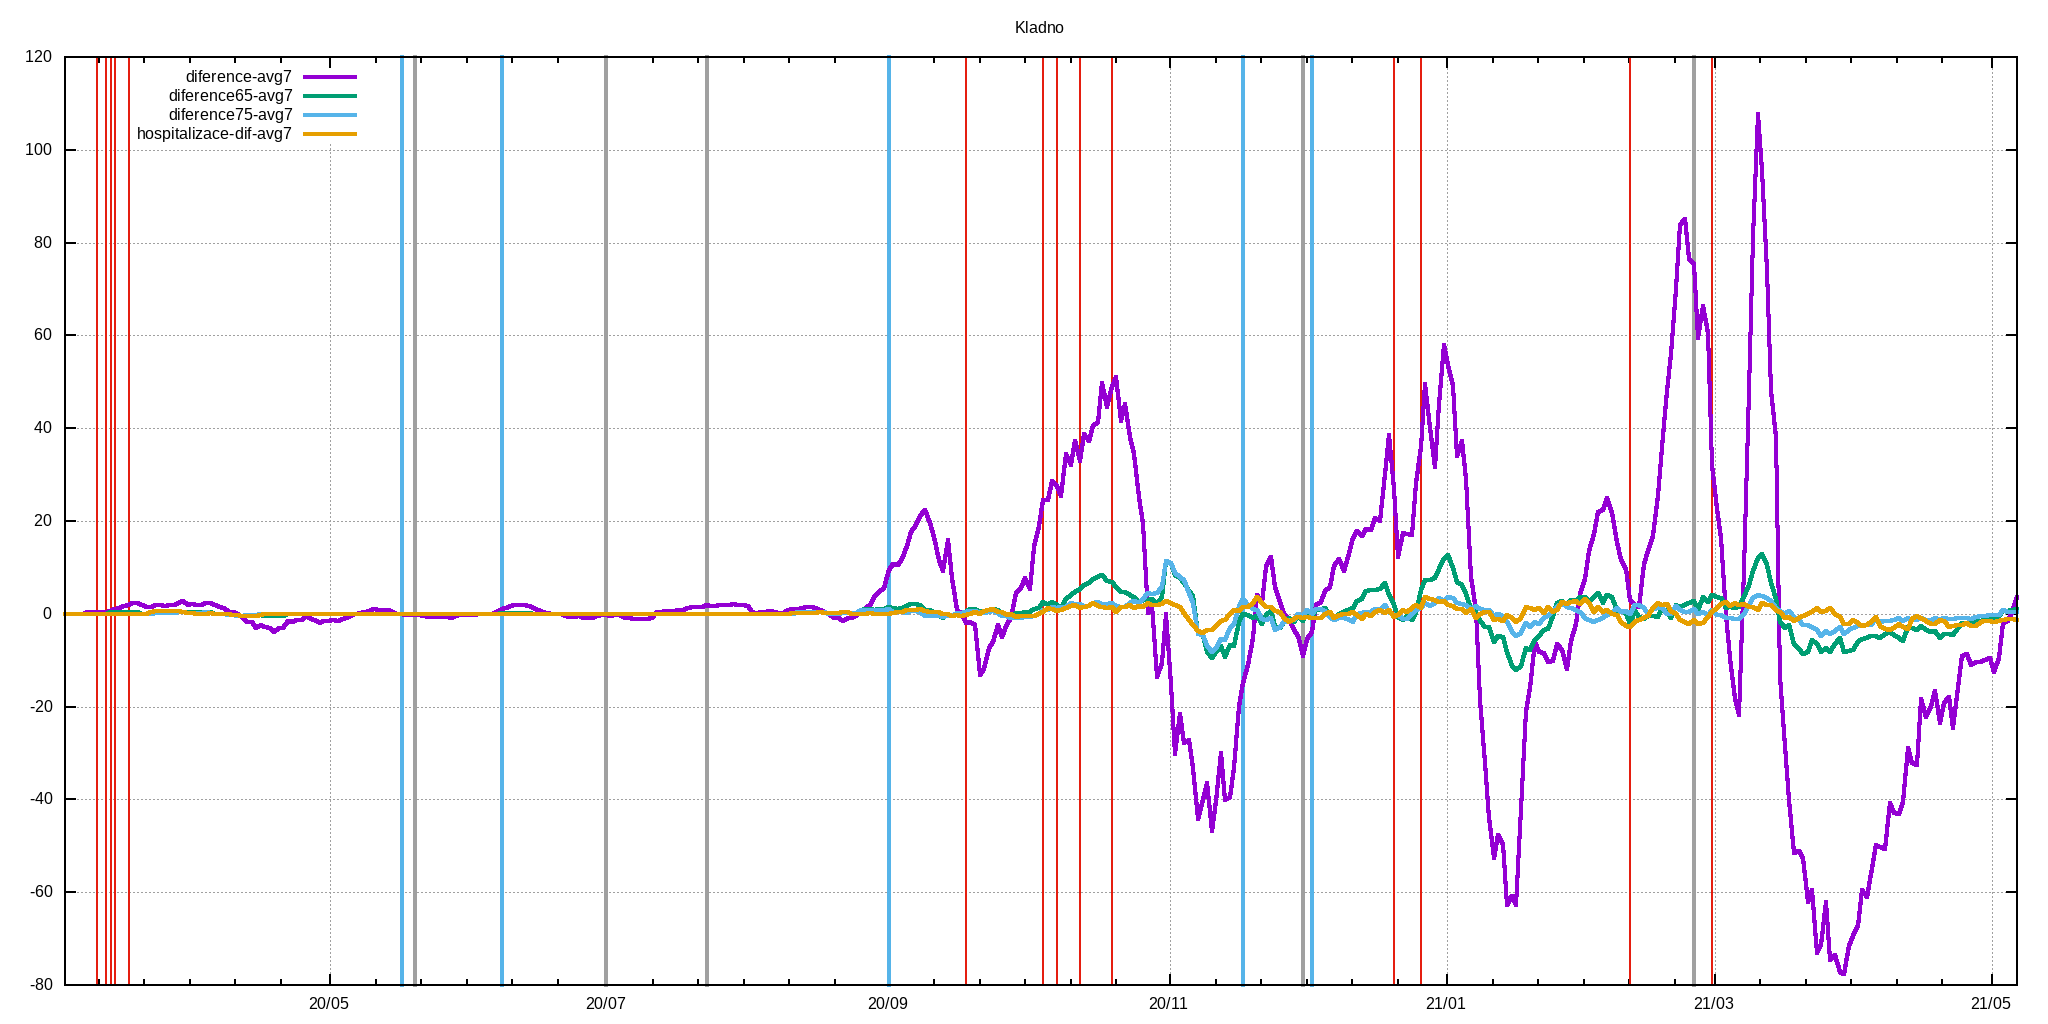 Kladno
120
100
80
60
40
20
0
-20
-40
-60
-80
diference-avg7
diference65-avg7
diference75-avg7
hospitalizace-dif-avg7
20/05 20/07 20/09 20/11 21/01 21/03 21/05